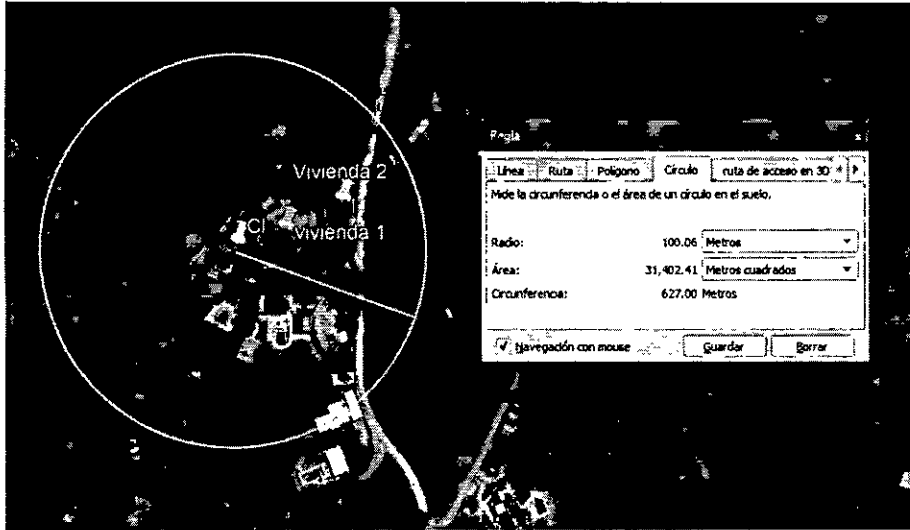 Vivienda 2
CI
Vivienda 1
Regla
Línea
Ruta
Polígono
Círculo
ruta de acceso en 3D
Mide la circunferencia o el área de un círculo en el suelo.
Radio: 100.06 Metros
Área: 31,402.41 Metros cuadrados
Circunferencia: 627.00 Metros
Navegación con mouse
Guardar
Borrar